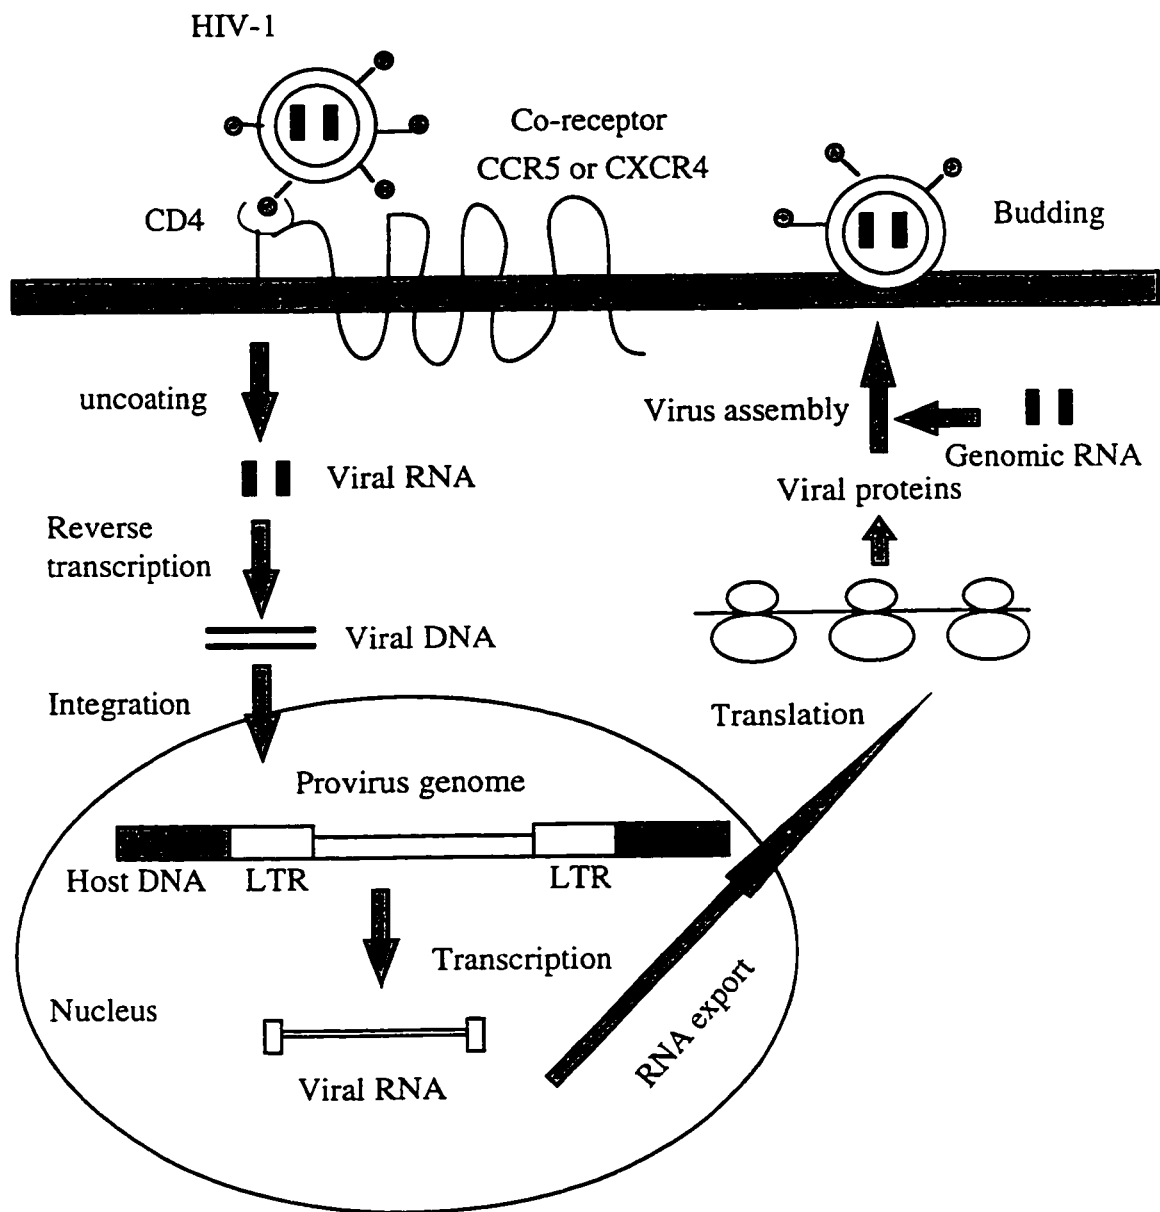 HIV-1
Co-receptor
CCR5 or CXCR4
CD4
Budding
uncoating
Virus assembly
Genomic RNA
Viral RNA
Viral proteins
Reverse
transcription
Viral DNA
Integration
Translation
Provirus genome
Host DNA
LTR
LTR
Transcription
Nucleus
RNA export
Viral RNA